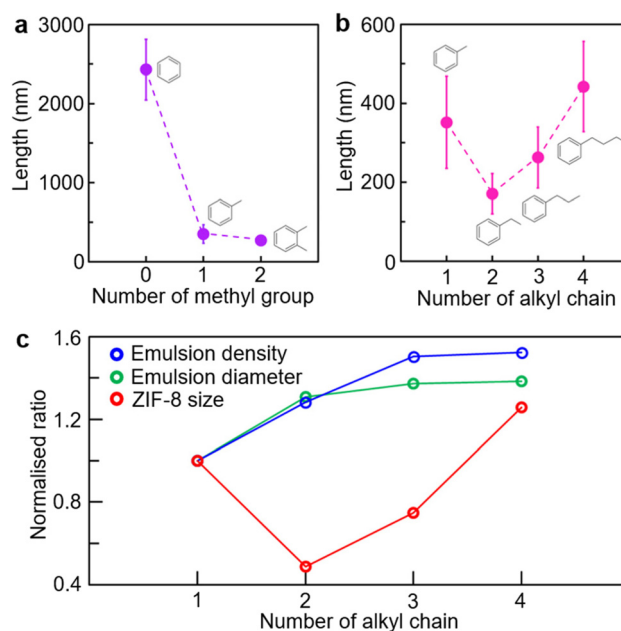 a
3000
2000
1000
0
Length (nm)
0 1 2
Number of methyl group
b
600
400
200
0
Length (nm)
1 2 3 4
Number of alkyl chain
c
1.6
1.2
0.8
0.4
Normalised ratio
Emulsion density
Emulsion diameter
ZIF-8 size
1 2 3 4
Number of alkyl chain